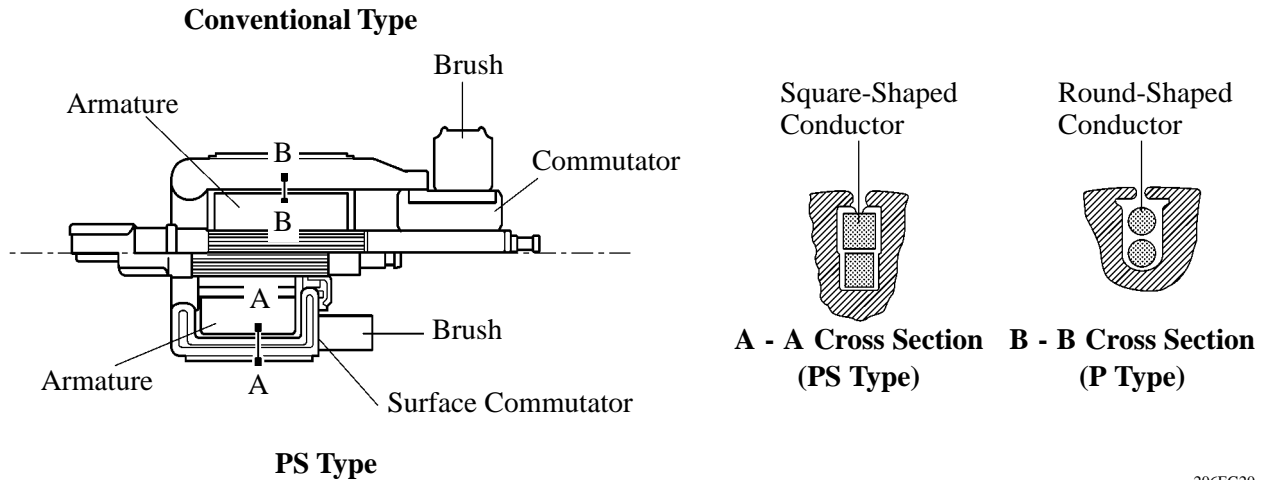 Conventional Type
Brush
Armature
B
B
Commutator
A
A
Brush
Armature
Surface Commutator
PS Type
Square-Shaped
Conductor
Round-Shaped
Conductor
A - A Cross Section
(PS Type)
B - B Cross Section
(P Type)